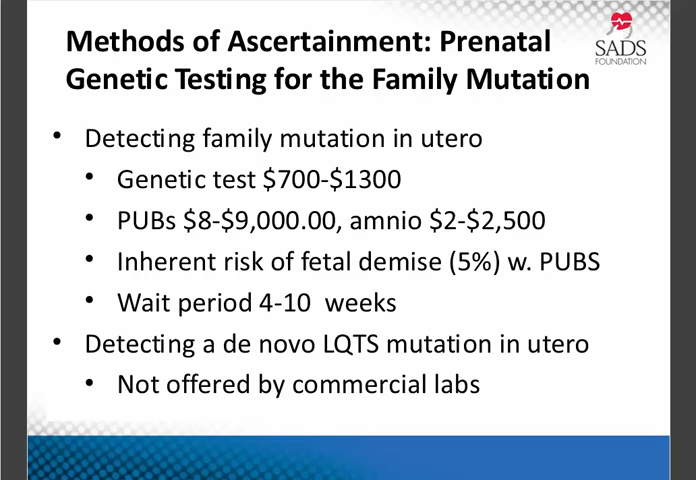 Methods of Ascertainment: Prenatal
Genetic Testing for the Family Mutation
SADS
FOUNDATION
• Detecting family mutation in utero
• Genetic test $700-$1300
• PUBs $8-$9,000.00, amnio $2-$2,500
• Inherent risk of fetal demise (5%) w. PUBS
• Wait period 4-10  weeks
• Detecting a de novo LQTS mutation in utero
• Not offered by commercial labs